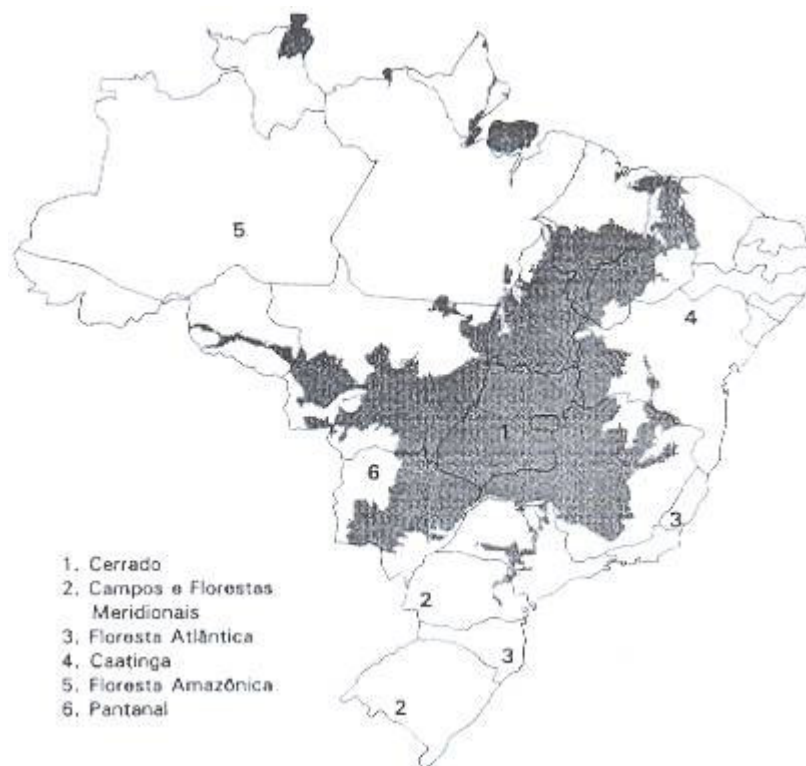 5
4
1
6
3
2
3
2
1. Cerrado
2. Campos e Florestas
Meridionais
3. Floresta Atlântica
4. Caatinga
5. Floresta Amazônica
6. Pantanal